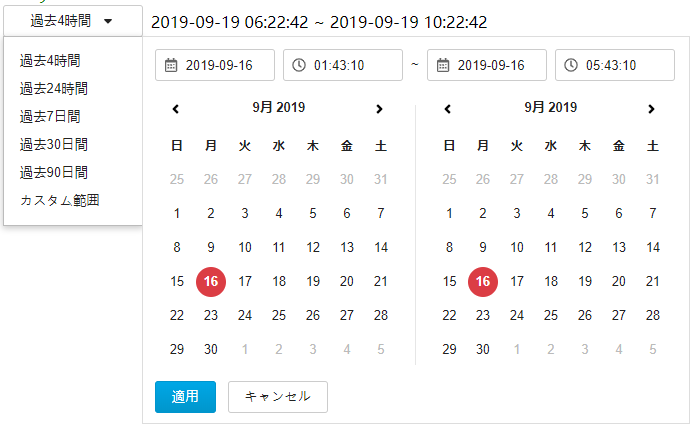 過去4時間 2019-09-19 06:22:42 ~ 2019-09-19 10:22:42
過去4時間
過去24時間
過去7日間
過去30日間
過去90日間
カスタム範囲
2019-09-16 01:43:10 ~ 2019-09-16 05:43:10
9月 2019
日 月 火 水 木 金 土
25 26 27 28 29 30 31
1 2 3 4 5 6 7
8 9 10 11 12 13 14
15 16 17 18 19 20 21
22 23 24 25 26 27 28
29 30 1 2 3 4 5
9月 2019
日 月 火 水 木 金 土
25 26 27 28 29 30 31
1 2 3 4 5 6 7
8 9 10 11 12 13 14
15 16 17 18 19 20 21
22 23 24 25 26 27 28
29 30 1 2 3 4 5
適用 キャンセル